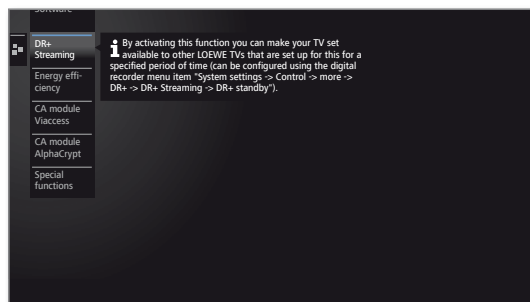 Software
DR+
Streaming
Energy effi-
ciency
CA module
Viaccess
CA module
AlphaCrypt
Special
functions
By activating this function you can make your TV set
available to other LOEWE TVs that are set up for this for a
specified period of time (can be configured using the digital
recorder menu item "System settings -> Control -> more ->
DR+ -> DR+ Streaming -> DR+ standby").